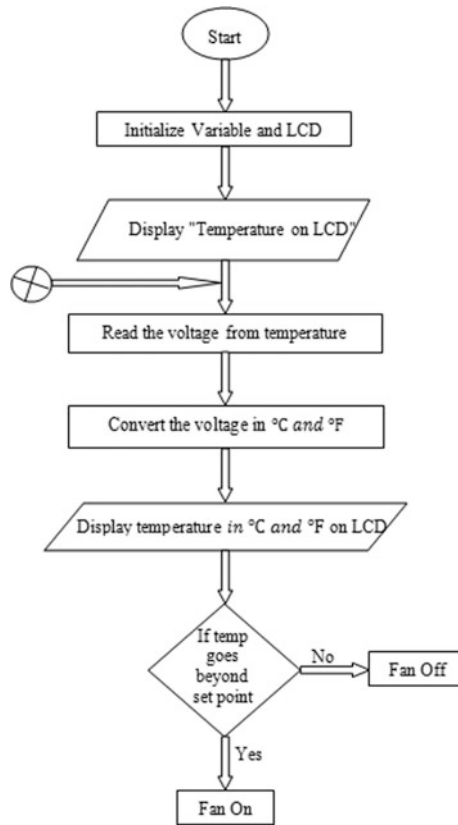 Start
Initialize Variable and LCD
Display "Temperature on LCD"
Read the voltage from temperature
Convert the voltage in °C and °F
Display temperature in °C and °F on LCD
If temp
goes
beyond
set point
No
Fan Off
Yes
Fan On